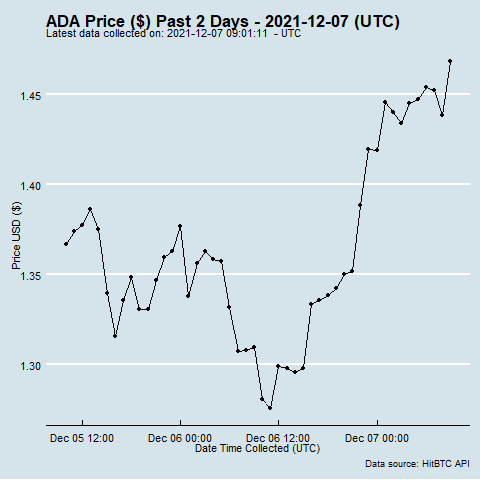 ADA Price ($) Past 2 Days - 2021-12-07 (UTC)
Latest data collected on: 2021-12-07 09:01:11  - UTC
Price USD ($)
1.45
1.40
1.35
1.30
Dec 05 12:00 Dec 06 00:00 Dec 06 12:00 Dec 07 00:00
Date Time Collected (UTC)
Data source: HitBTC API